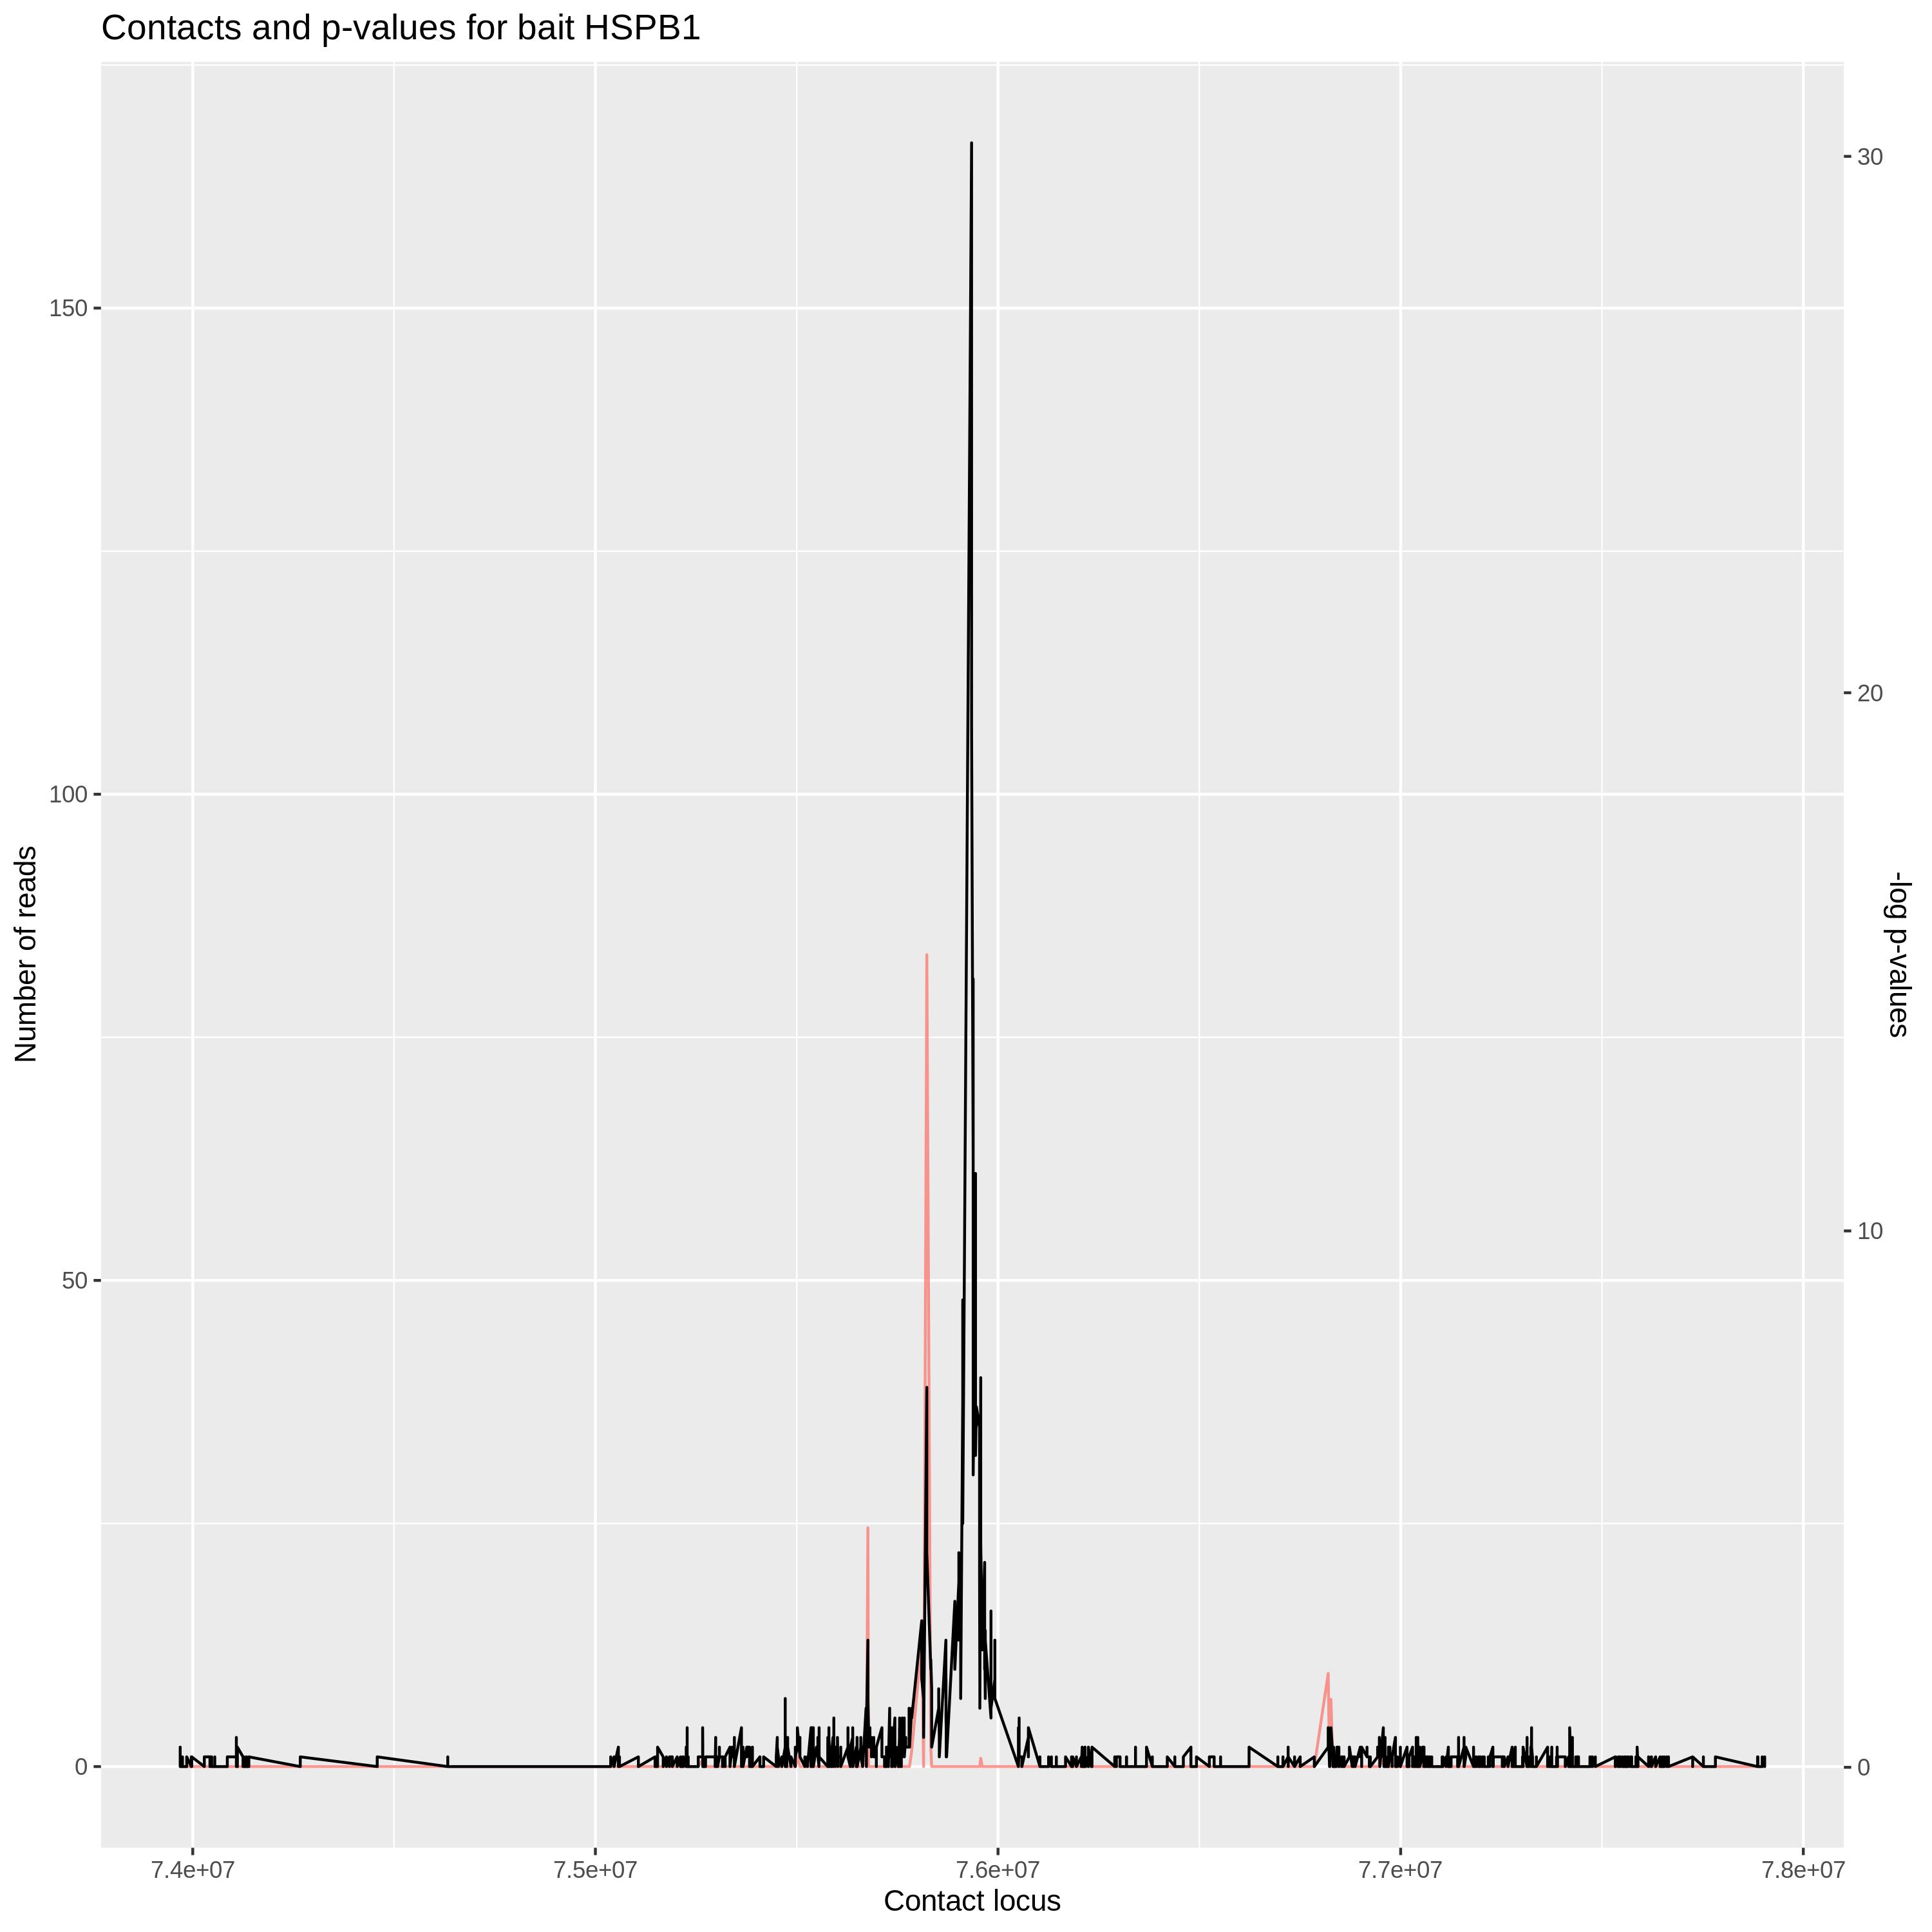 Contacts and p-values for bait HSPB1
150
100
50
0
Number of reads
30
20
10
0
-log p-values
7.4e+07
7.5e+07
7.6e+07
7.7e+07
7.8e+07
Contact locus